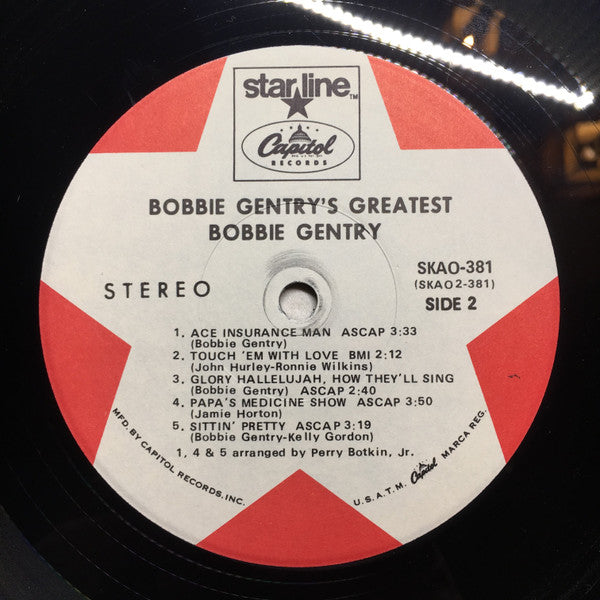 starline TM
Capitol
RECORDS
BOBBIE GENTRY'S GREATEST
BOBBIE GENTRY
STEREO
SKAO-381
(SKAO 2-381)
SIDE 2
1. ACE INSURANCE MAN ASCAP 3:33
(Bobbie Gentry)
2. TOUCH 'EM WITH LOVE BMI 2:12
(John Hurley-Ronnie Wilkins)
3. GLORY HALLELUJAH, HOW THEY'LL SING
(Bobbie Gentry) ASCAP 2:40
4. PAPA'S MEDICINE SHOW ASCAP 3:50
(Jamie Horton)
5. SITTIN' PRETTY ASCAP 3:19
(Bobbie Gentry-Kelly Gordon)
1, 4 & 5 arranged by Perry Botkin, Jr.
MFD. BY CAPITOL RECORDS, INC.
U.S.A. T.M. Capitol MARCA REG.